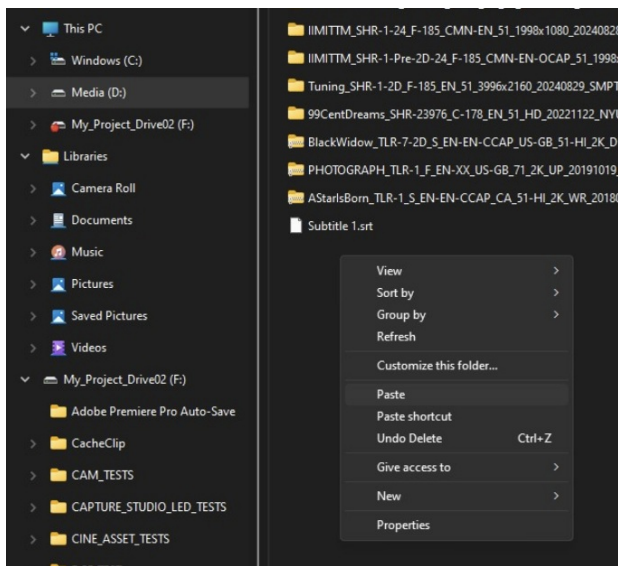 This PC
Windows (C:)
Media (D:)
My_Project_Drive02 (F:)
Libraries
Camera Roll
Documents
Music
Pictures
Saved Pictures
Videos
My_Project_Drive02 (F:)
Adobe Premiere Pro Auto-Save
CacheClip
CAM_TESTS
CAPTURE_STUDIO_LED_TESTS
CINE_ASSET_TESTS
IIMITTM_SHR-1-24_F-185_CMN-EN_51_1998x1080_20240828
IIMITTM_SHR-1-Pre-2D-24_F-185_CMN-EN-OCAP_51_1998
Tuning_SHR-1-2D_F-185_EN_51_3996x2160_20240829_SMPT
99CentDreams_SHR-23976_C-178_EN_51_HD_20221122_NYU
BlackWidow_TLR-7-2D_S_EN-EN-CCAP_US-GB_51-HI_2K_D
PHOTOGRAPH_TLR-1_F_EN-XX_US-GB_71_2K_UP_20191019_
AStarIsBorn_TLR-1_S_EN-EN-CCAP_CA_51-HI_2K_WR_2018
Subtitle 1.srt
View
Sort by
Group by
Refresh
Customize this folder...
Paste
Paste shortcut
Undo Delete Ctrl+Z
Give access to
New
Properties